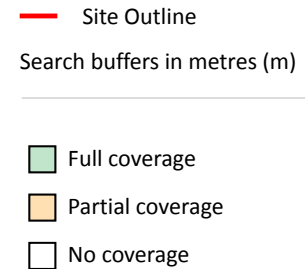 Site Outline
Search buffers in metres (m)
Full coverage
Partial coverage
No coverage